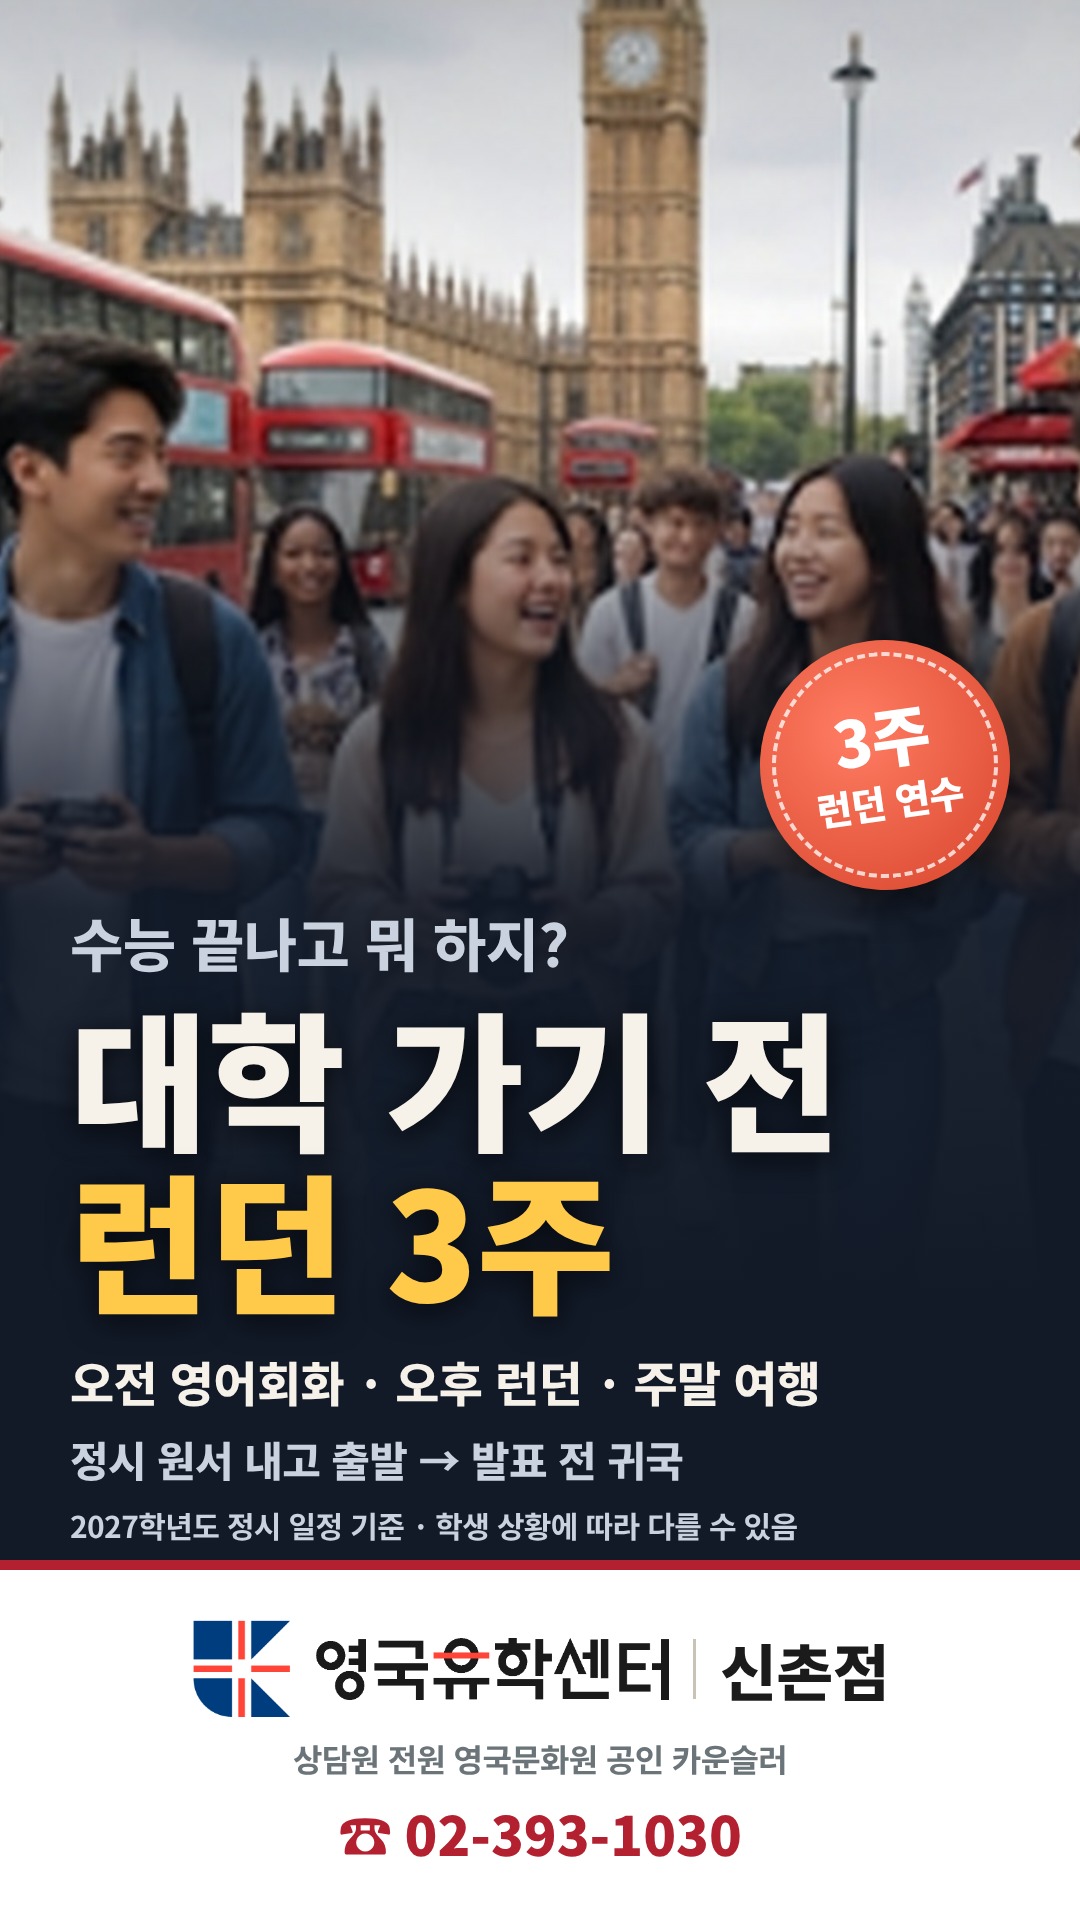 3주
런던 연수
수능 끝나고 뭐 하지?
대학 가기 전
런던 3주
오전 영어회화 · 오후 런던 · 주말 여행
정시 원서 내고 출발 → 발표 전 귀국
2027학년도 정시 일정 기준 · 학생 상황에 따라 다를 수 있음
영국유학센터 | 신촌점
상담원 전원 영국문화원 공인 카운슬러
☎ 02-393-1030